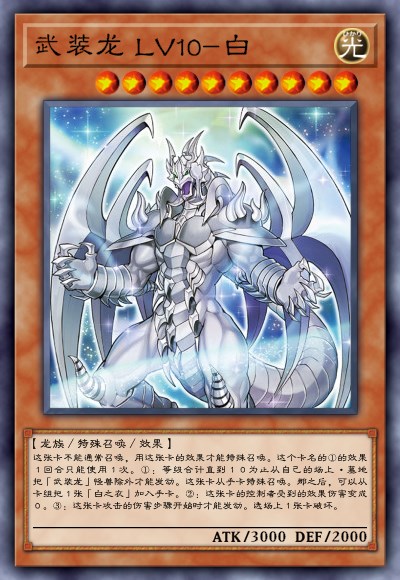 武装龙 LV10-白
光
ひかり
【龙族/特殊召唤/效果】
这张卡不能通常召唤，用这张卡的效果才能特殊召唤。这个卡名的①的效果
1回合只能使用1次。①：等级合计直到10为止从自己的场上·墓地
把「武装龙」怪兽除外才能发动。这张卡从手卡特殊召唤。那之后，可以从
卡组把1张「白之衣」加入手卡。②：这张卡的控制者受到的效果伤害变成
0。③：这张卡攻击的伤害步骤开始时才能发动。选场上1张卡破坏。
ATK/3000 DEF/2000